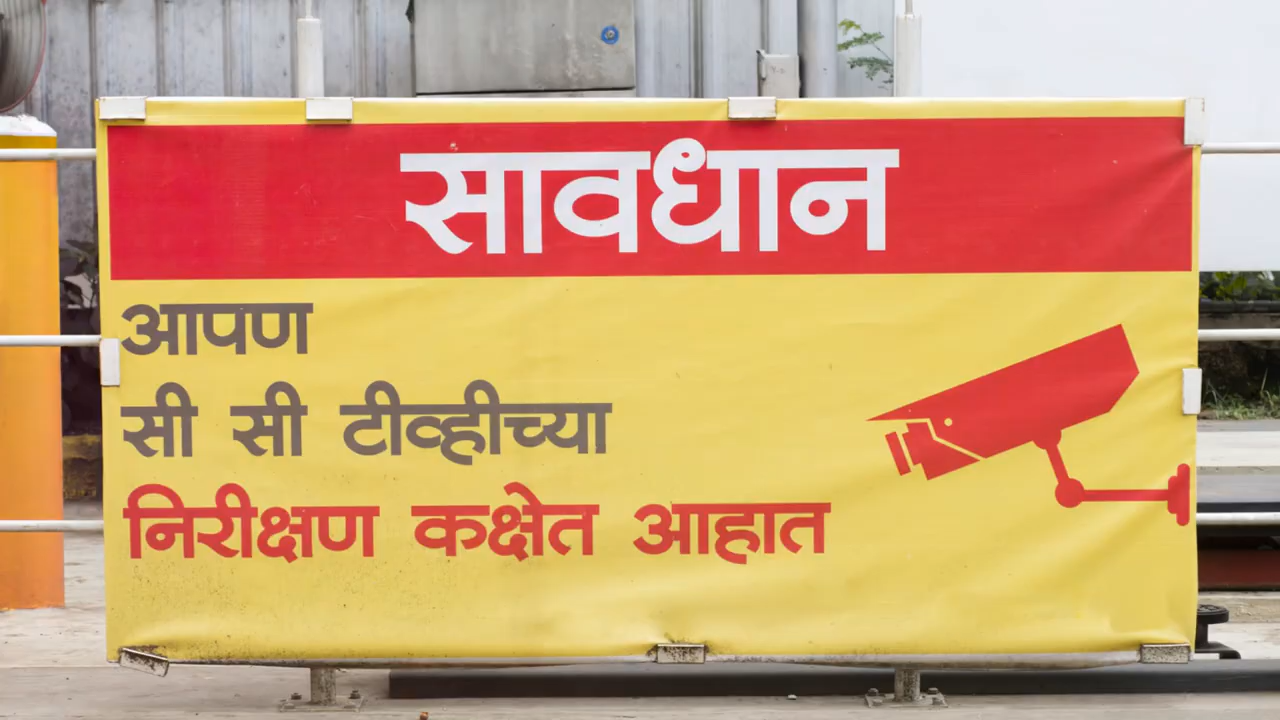 सावधान
आपण
सी सी टीव्हीच्या
निरीक्षण कक्षेत आहात